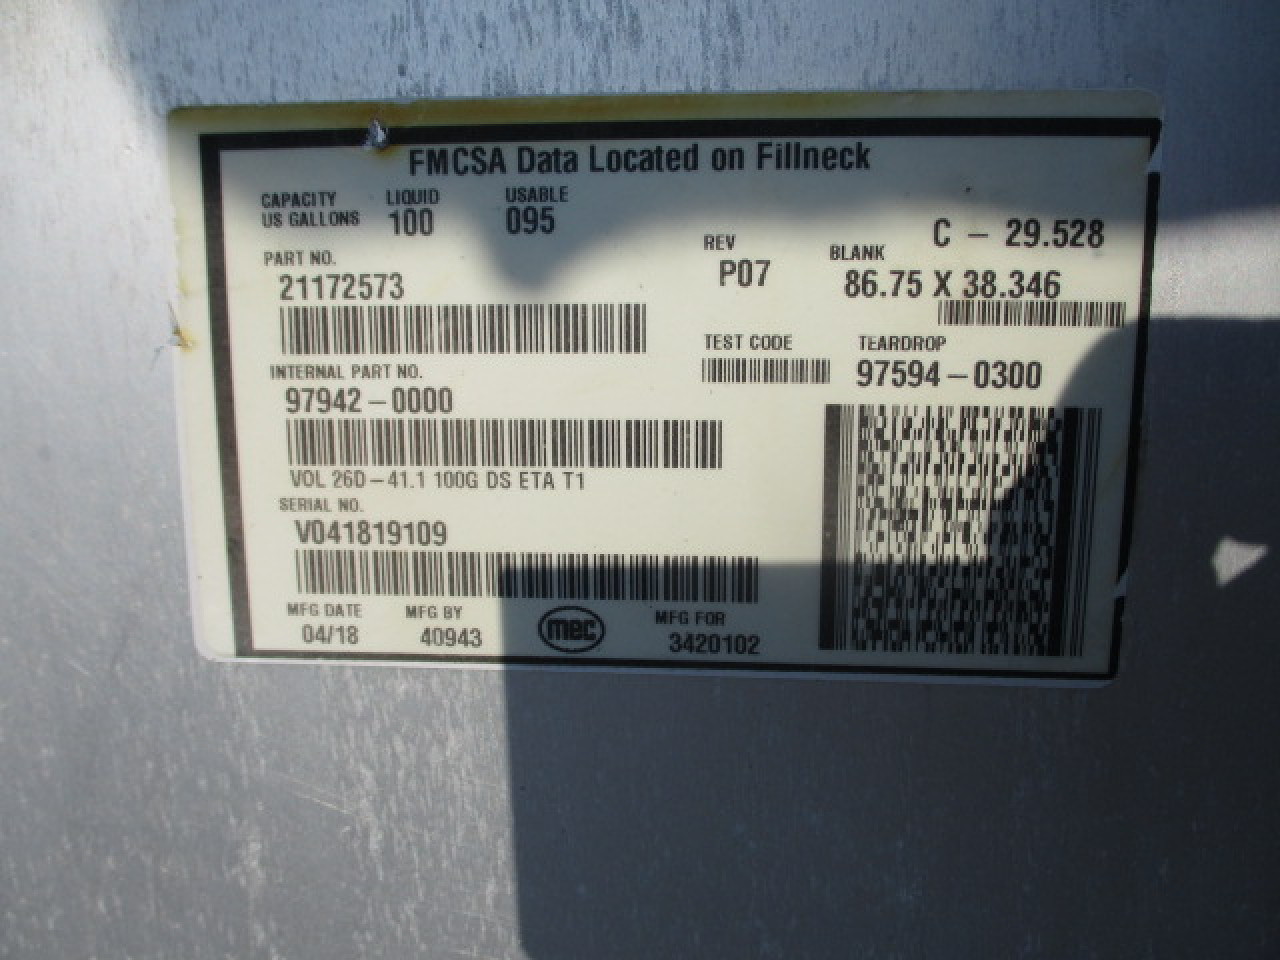 FMCSA Data Located on Fillneck
CAPACITY US GALLONS
LIQUID 100
USABLE 095
C - 29.528
PART NO.
21172573
REV
P07
BLANK
86.75 X 38.346
INTERNAL PART NO.
97942-0000
TEST CODE
TEARDROP
97594-0300
VOL 26D-41.1 100G DS ETA T1
SERIAL NO.
V041819109
MFG DATE
04/18
MFG BY
40943
mec
MFG FOR
3420102